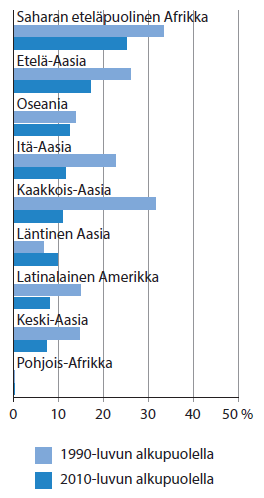 Saharan eteläpuolinen Afrikka
Etelä-Aasia
Oseania
Itä-Aasia
Kaakkois-Aasia
Läntinen Aasia
Latinalainen Amerikka
Keski-Aasia
Pohjois-Afrikka
0 10 20 30 40 50 %
1990-luvun alkupuolella
2010-luvun alkupuolella